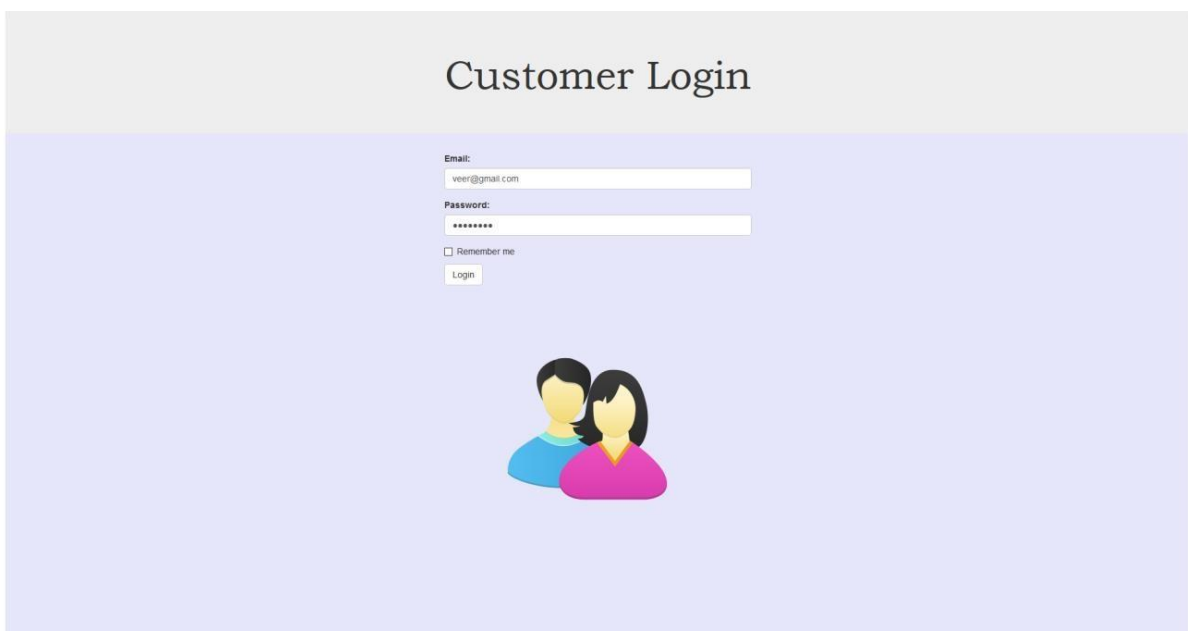 Customer Login
Email:
veer@gmail.com
Password:
••••••••
Remember me
Login